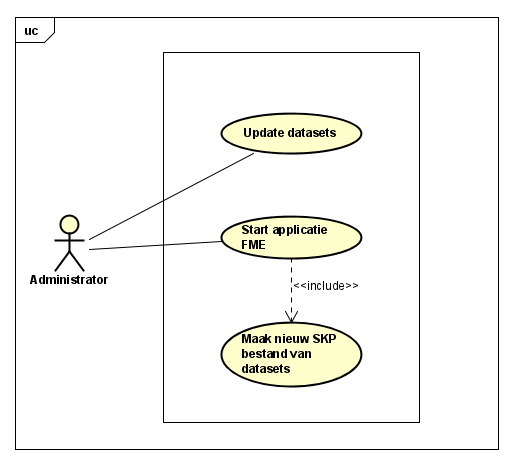 uc
Update datasets
Start applicatie
FME
Administrator
<<include>>
Maak nieuw SKP
bestand van
datasets